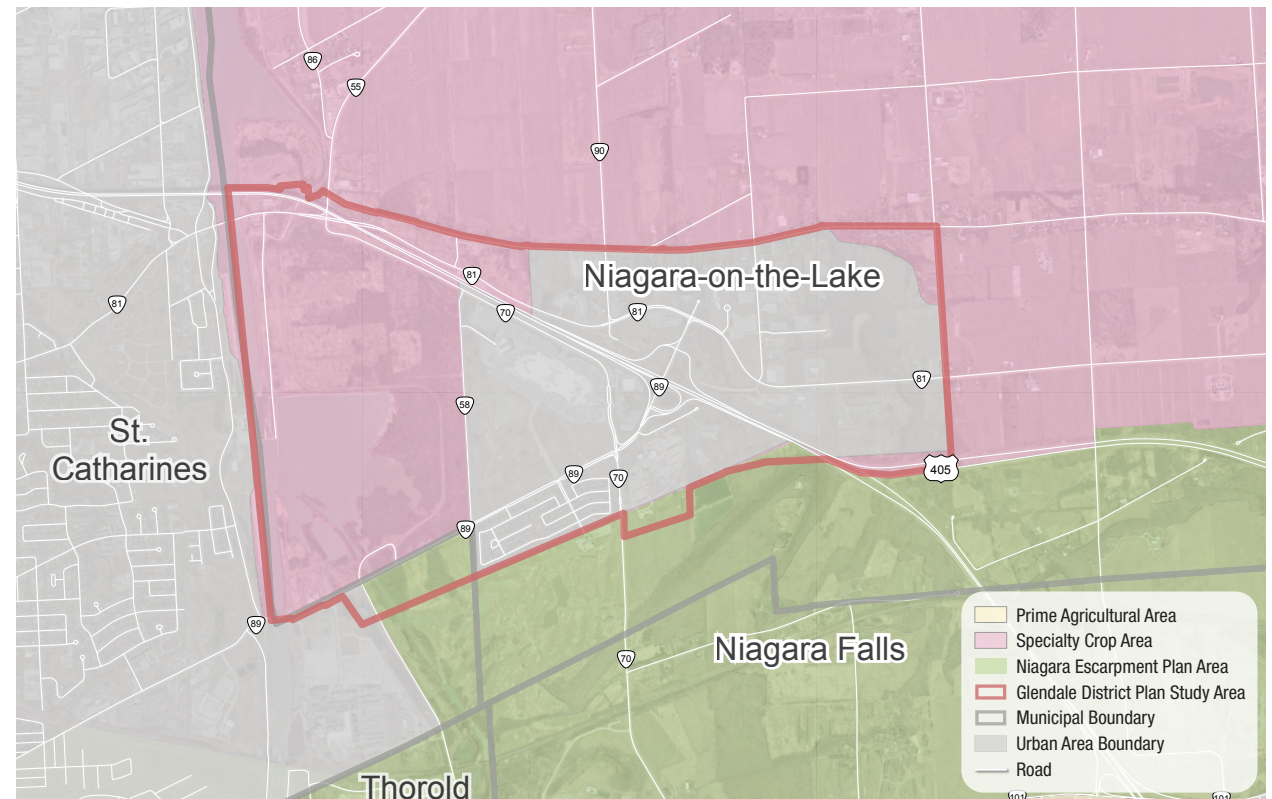 86
55
90
81
Niagara-on-the-Lake
81
70
81
89
81
58
St.
Catharines
405
89
70
89
89
Niagara Falls
70
Thorold
Prime Agricultural Area
Specialty Crop Area
Niagara Escarpment Plan Area
Glendale District Plan Study Area
Municipal Boundary
Urban Area Boundary
Road
101
101